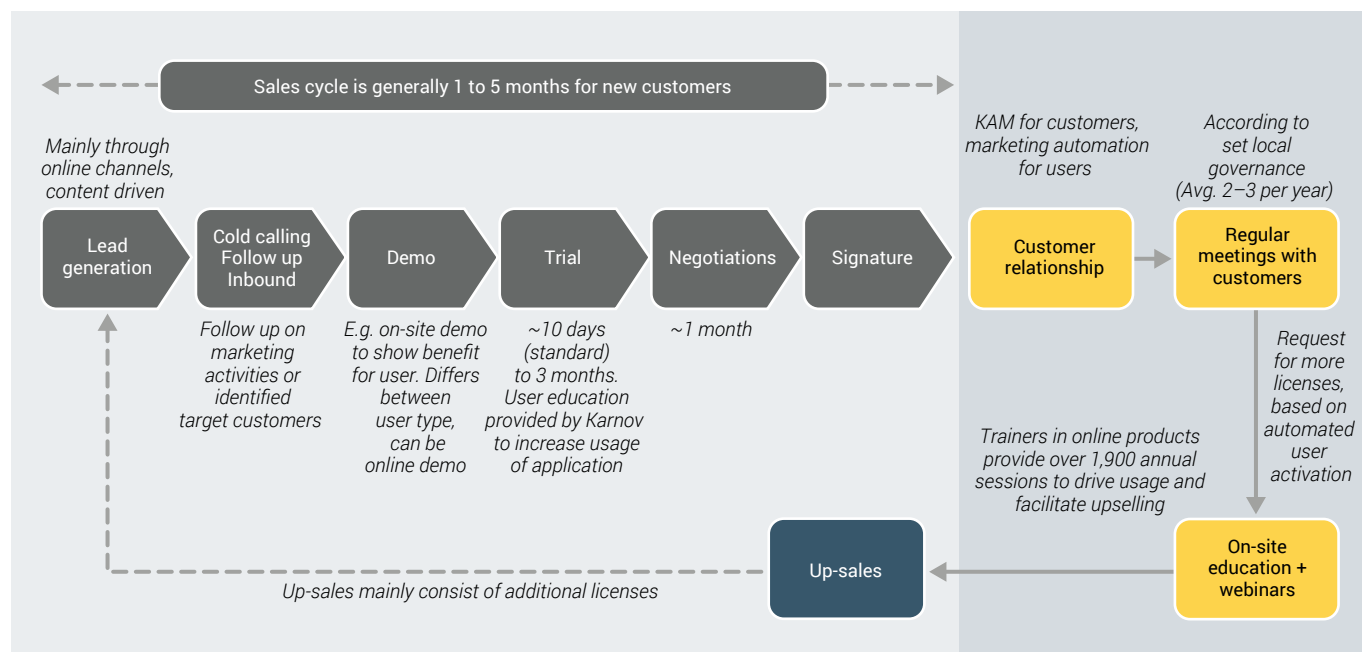 Sales cycle is generally 1 to 5 months for new customers
Mainly through
online channels,
content driven
KAM for customers,
marketing automation
for users
According to
set local
governance
(Avg. 2–3 per year)
Lead
generation
Cold calling
Follow up
Inbound
Demo
Trial
Negotiations
Signature
Customer
relationship
Regular
meetings with
customers
Follow up on
marketing
activities or
identified
target customers
E.g. on-site demo
to show benefit
for user. Differs
between
user type,
can be
online demo
~10 days
(standard)
to 3 months.
User education
provided by Karnov
to increase usage
of application
~1 month
Request
for more
licenses,
based on
automated
user
activation
Trainers in online products
provide over 1,900 annual
sessions to drive usage and
facilitate upselling
On-site
education +
webinars
Up-sales
Up-sales mainly consist of additional licenses